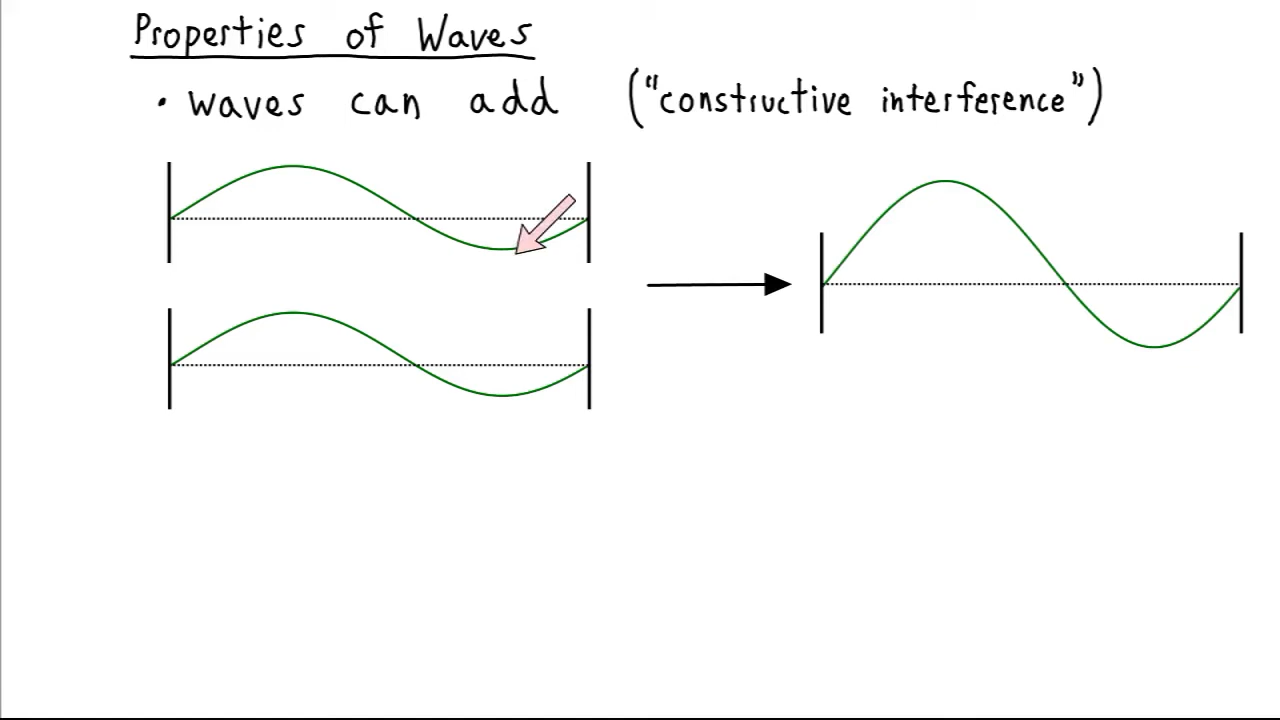 Properties of Waves
• waves can add ("constructive interference")